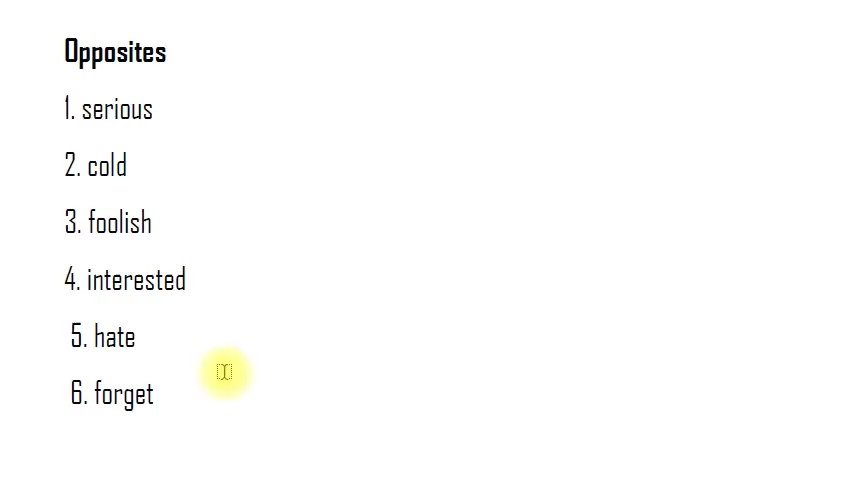 Opposites
1. serious
2. cold
3. foolish
4. interested
5. hate
6. forget